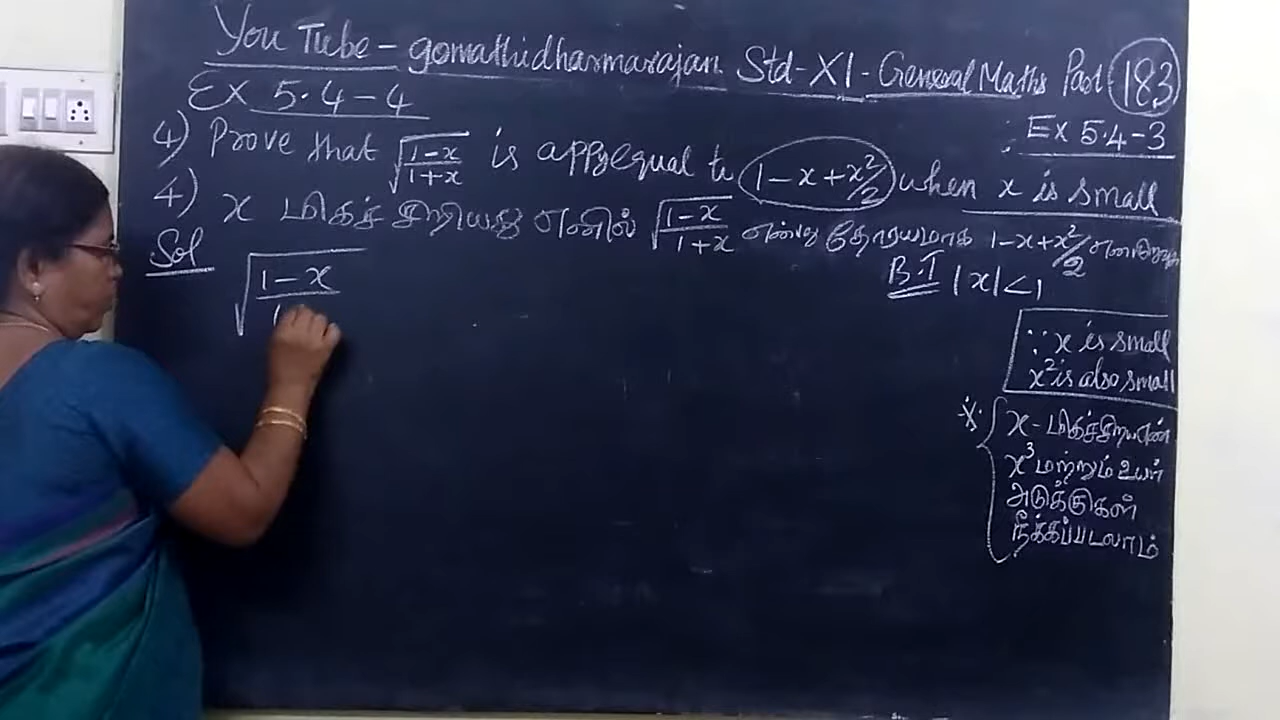 You Tube - gomathidharmarajan Std-XI - General Maths Part 183
Ex 5.4-4
: Ex 5.4-3
4) Prove that √(1-x)/(1+x) is appy equal to 1-x+x²/2 when x is small
4) x மிகச் சிறியது எனில் √(1-x)/(1+x) என்பது தோராயமாக 1-x+x²/2
Sol
√(1-x)/(1
B.T |x|<1
∵ x is small
x² is also small
※ { x - மிகச்சிறிய எண்
x³ மற்றும் உயர்
அடுக்குகள்
நீக்கப்படலாம்